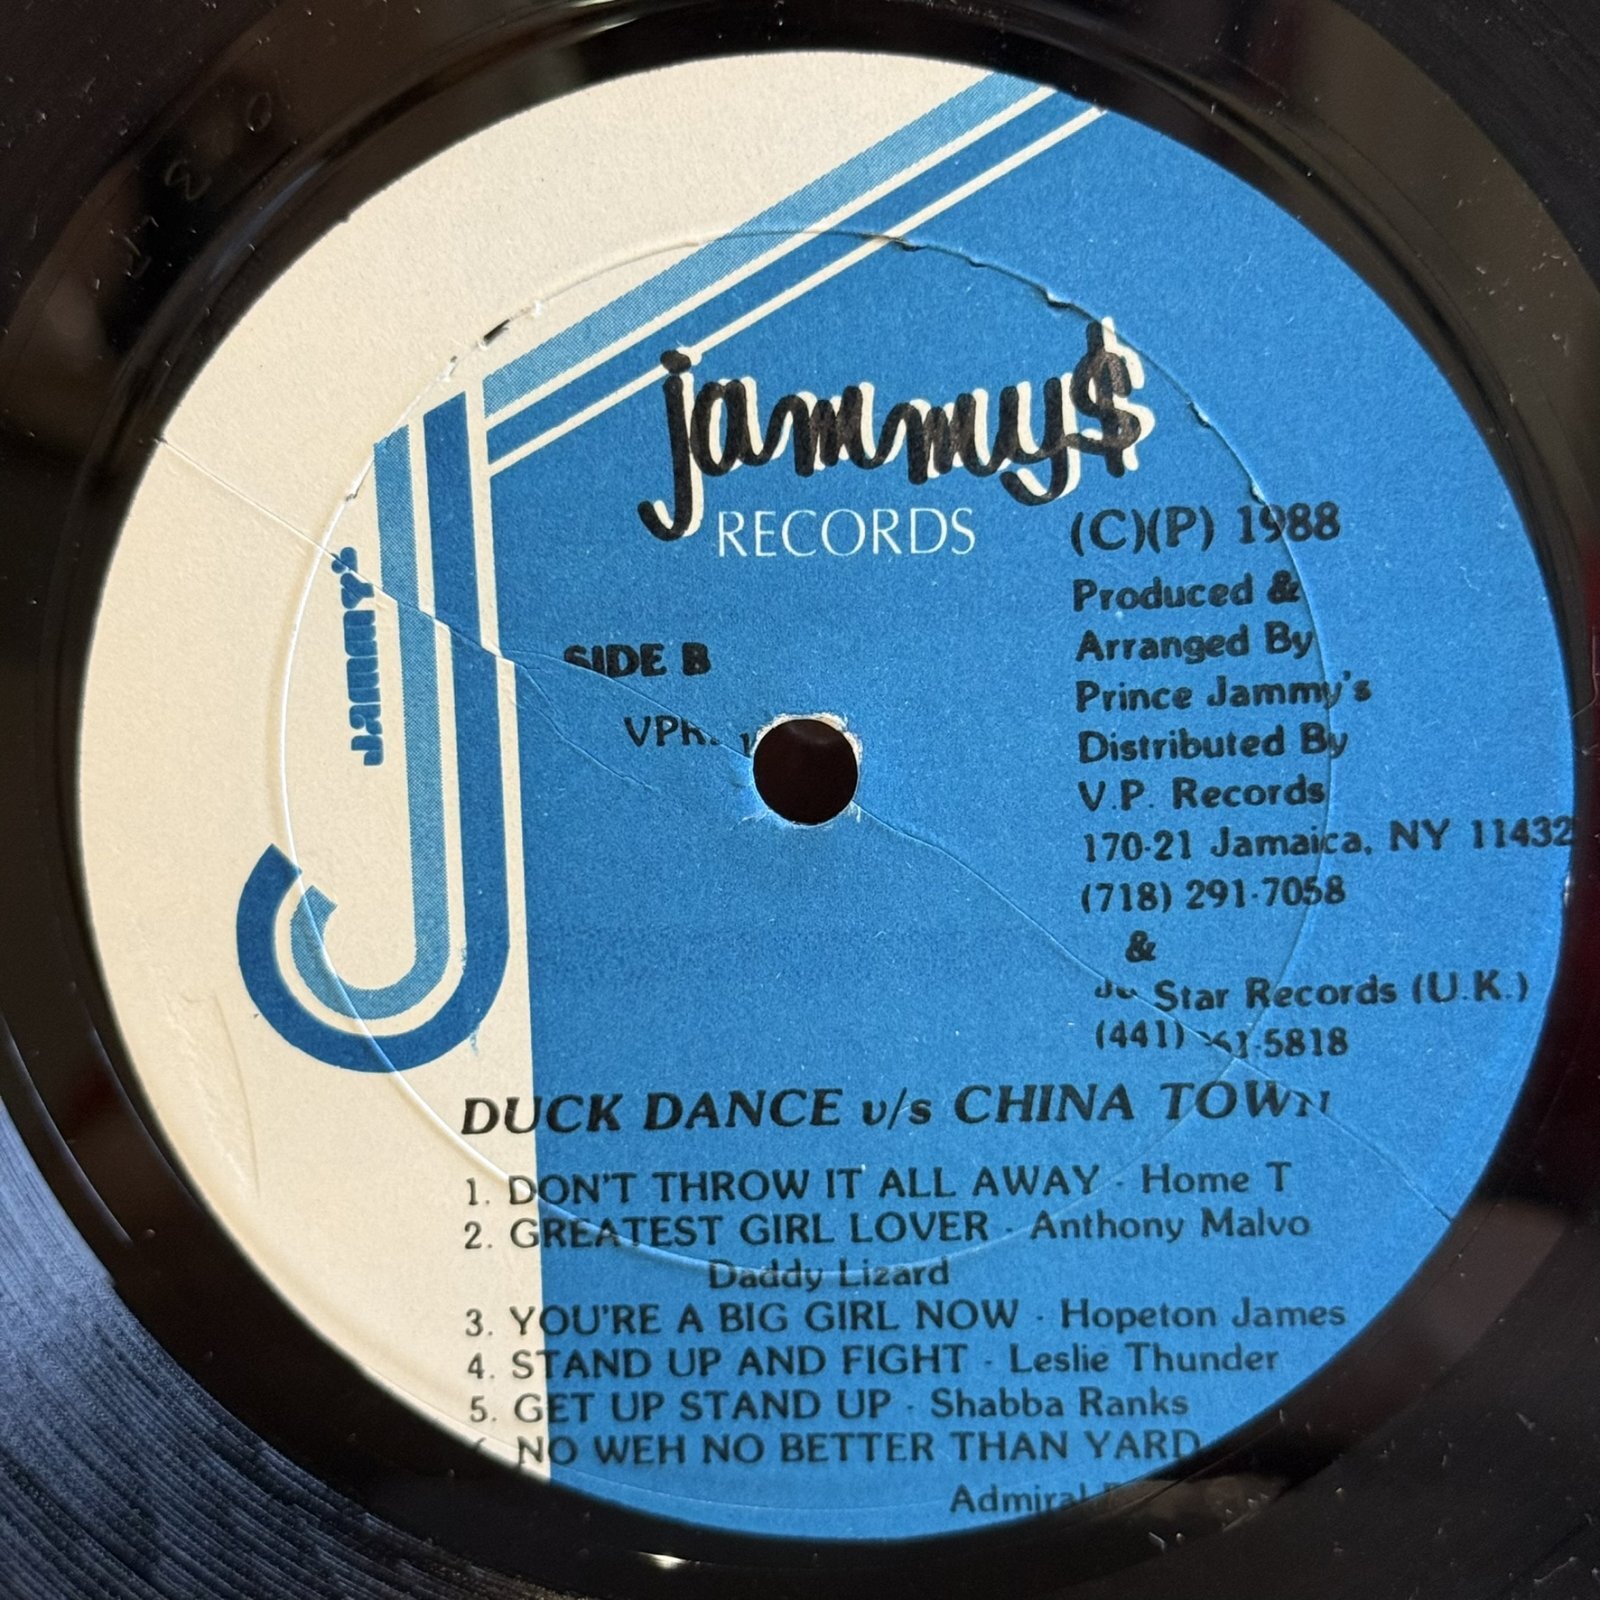 jammy$
RECORDS
Jammy's
SIDE B
(C)(P) 1988
Produced &
Arranged By
Prince Jammy's
Distributed By
V.P. Records
170-21 Jamaica, NY 11432
(718) 291-7058
&
Star Records (U.K.)
(441)
DUCK DANCE v/s CHINA TOWN
1. DON'T THROW IT ALL AWAY - Home T
2. GREATEST GIRL LOVER - Anthony Malvo
Daddy Lizard
3. YOU'RE A BIG GIRL NOW - Hopeton James
4. STAND UP AND FIGHT - Leslie Thunder
5. GET UP STAND UP - Shabba Ranks
NO WEH NO BETTER THAN YARD
Admiral